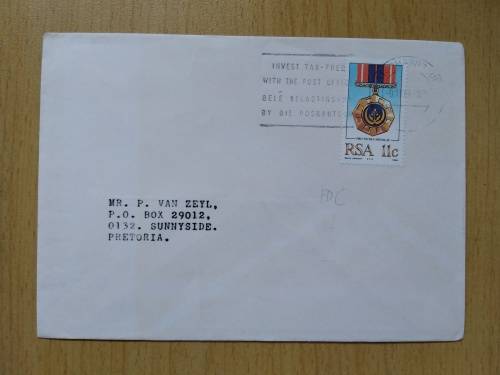 INVEST TAX-FREE
WITH THE POST OFFICE
BELÊ BELASTINGVRY
BY DIE POSKANTOOR
RSA 11c
FDC
MR. P. VAN ZEYL,
P.O. BOX 29012,
0132. SUNNYSIDE.
PRETORIA.